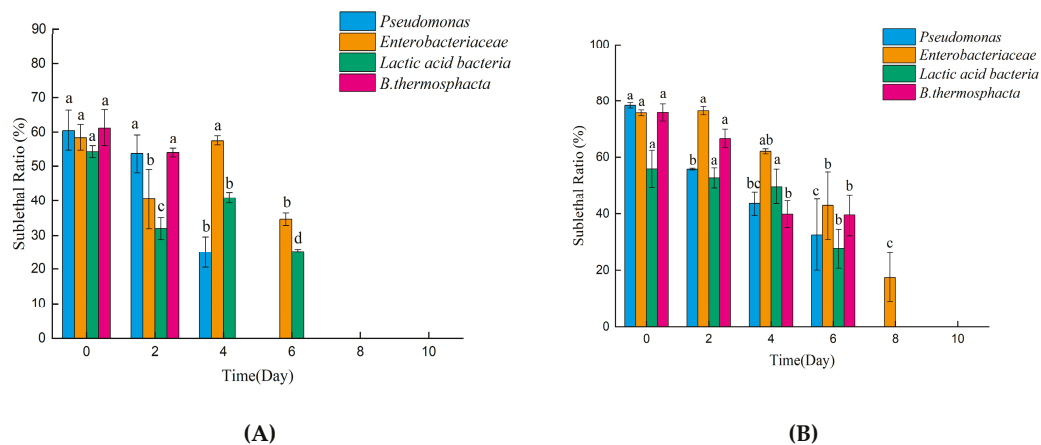 90
80
70
60
50
40
30
20
10
0
Sublethal Ratio (%)
Pseudomonas
Enterobacteriaceae
Lactic acid bacteria
B.thermosphacta
a a a a
a b c a
b a b
b d
0 2 4 6 8 10
Time(Day)
(A)
100
80
60
40
20
0
Sublethal Ratio (%)
Pseudomonas
Enterobacteriaceae
Lactic acid bacteria
B.thermosphacta
a a a a
b a a a
bc ab a b
c b b b
c
0 2 4 6 8 10
Time(Day)
(B)